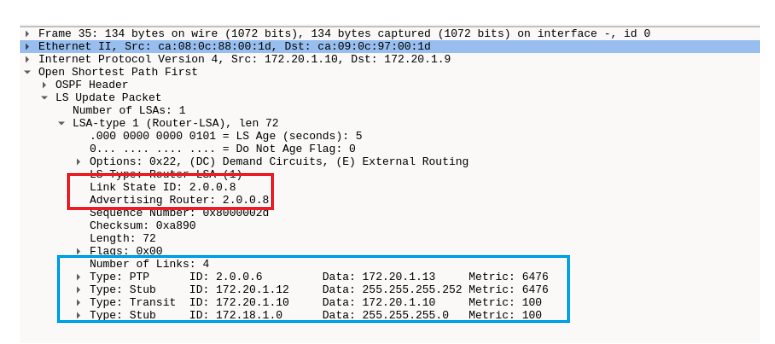 Frame 35: 134 bytes on wire (1072 bits), 134 bytes captured (1072 bits) on interface -, id 0
Ethernet II, Src: ca:08:0c:88:00:1d, Dst: ca:09:0c:97:00:1d
Internet Protocol Version 4, Src: 172.20.1.10, Dst: 172.20.1.9
Open Shortest Path First
OSPF Header
LS Update Packet
Number of LSAs: 1
LSA-type 1 (Router-LSA), len 72
.000 0000 0000 0101 = LS Age (seconds): 5
0... .... .... .... = Do Not Age Flag: 0
Options: 0x22, (DC) Demand Circuits, (E) External Routing
LS Type: Router-LSA (1)
Link State ID: 2.0.0.8
Advertising Router: 2.0.0.8
Sequence Number: 0x8000002d
Checksum: 0xa890
Length: 72
Flags: 0x00
Number of Links: 4
Type: PTP ID: 2.0.0.6 Data: 172.20.1.13 Metric: 6476
Type: Stub ID: 172.20.1.12 Data: 255.255.255.252 Metric: 6476
Type: Transit ID: 172.20.1.10 Data: 172.20.1.10 Metric: 100
Type: Stub ID: 172.18.1.0 Data: 255.255.255.0 Metric: 100